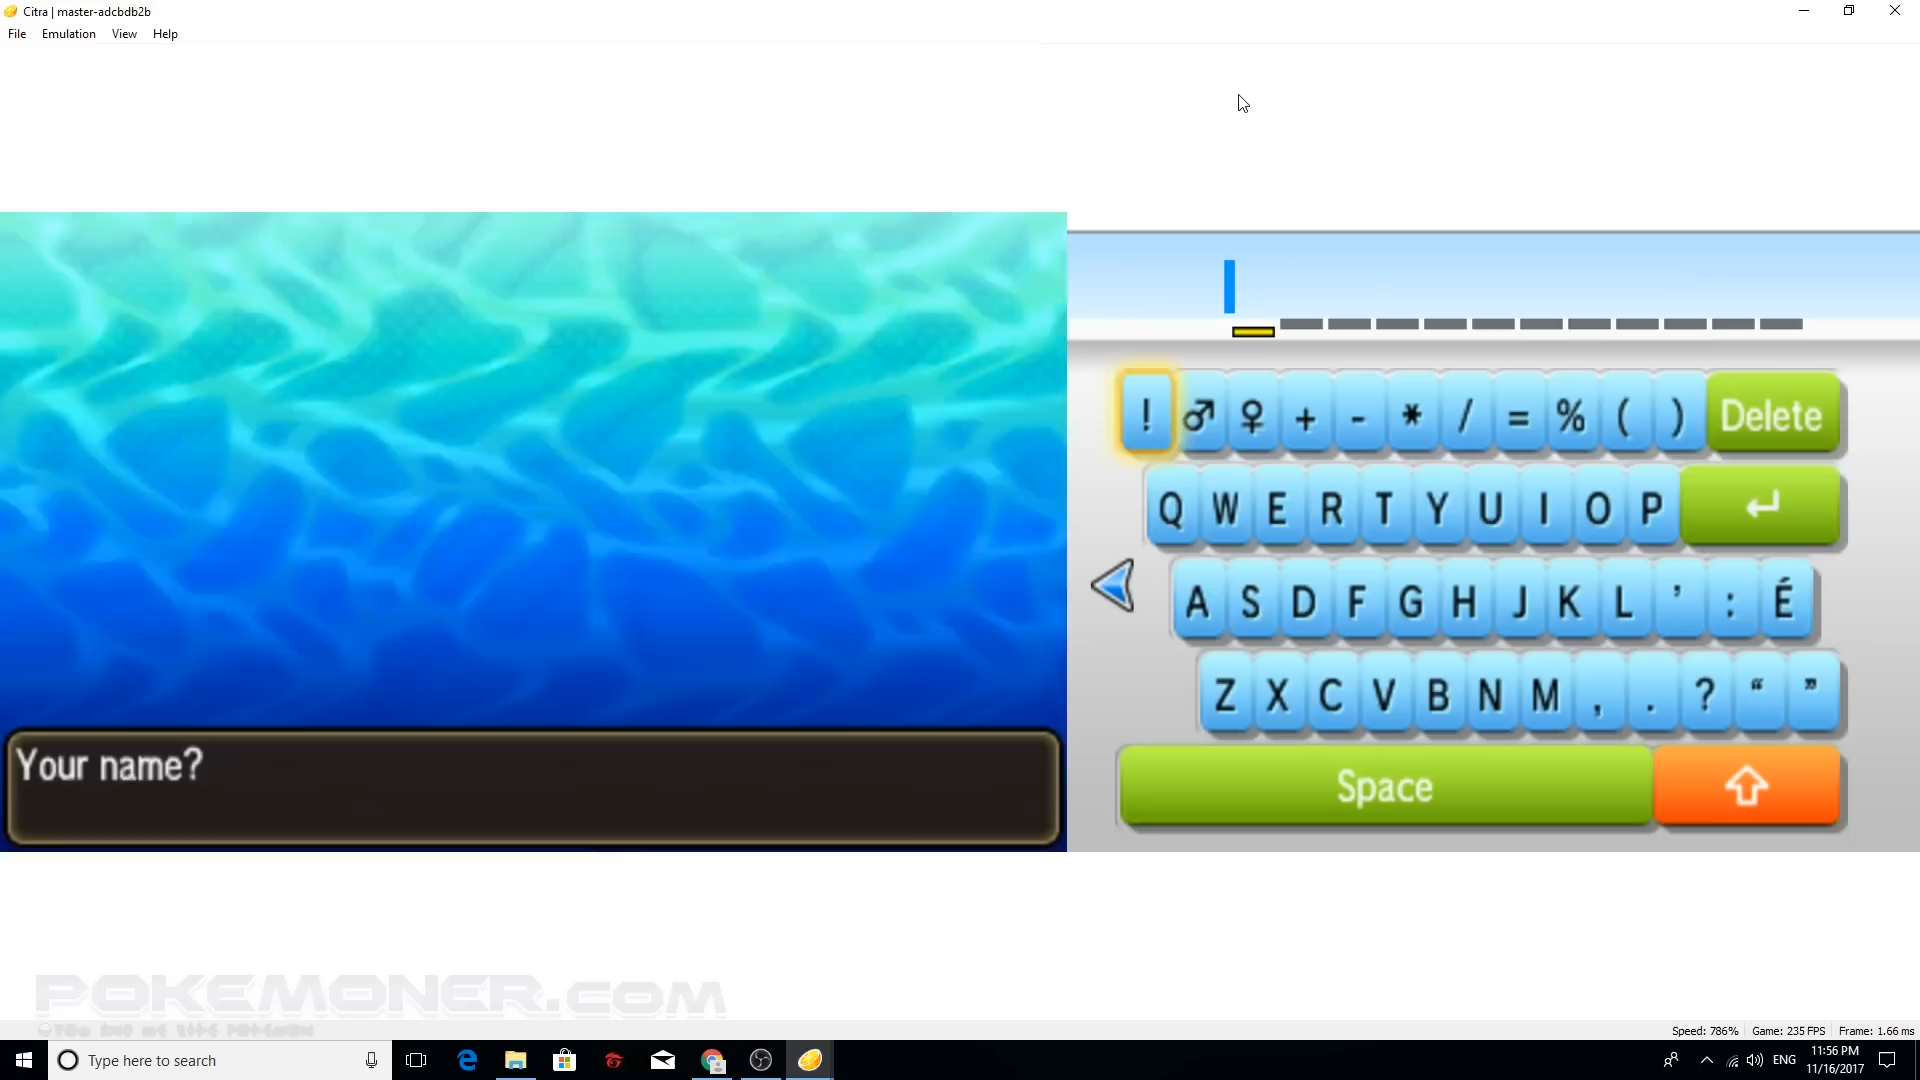 Citra | master-adcbdb2b
File Emulation View Help
! ♂ ♀ + - * / = % ( ) Delete
Q W E R T Y U I O P
A S D F G H J K L ’ : É
Z X C V B N M , . ? “ ”
Space
Your name?
POKEMONER.COM
Speed: 786% Game: 235 FPS Frame: 1.66 ms
Type here to search
ENG
11:56 PM
11/16/2017